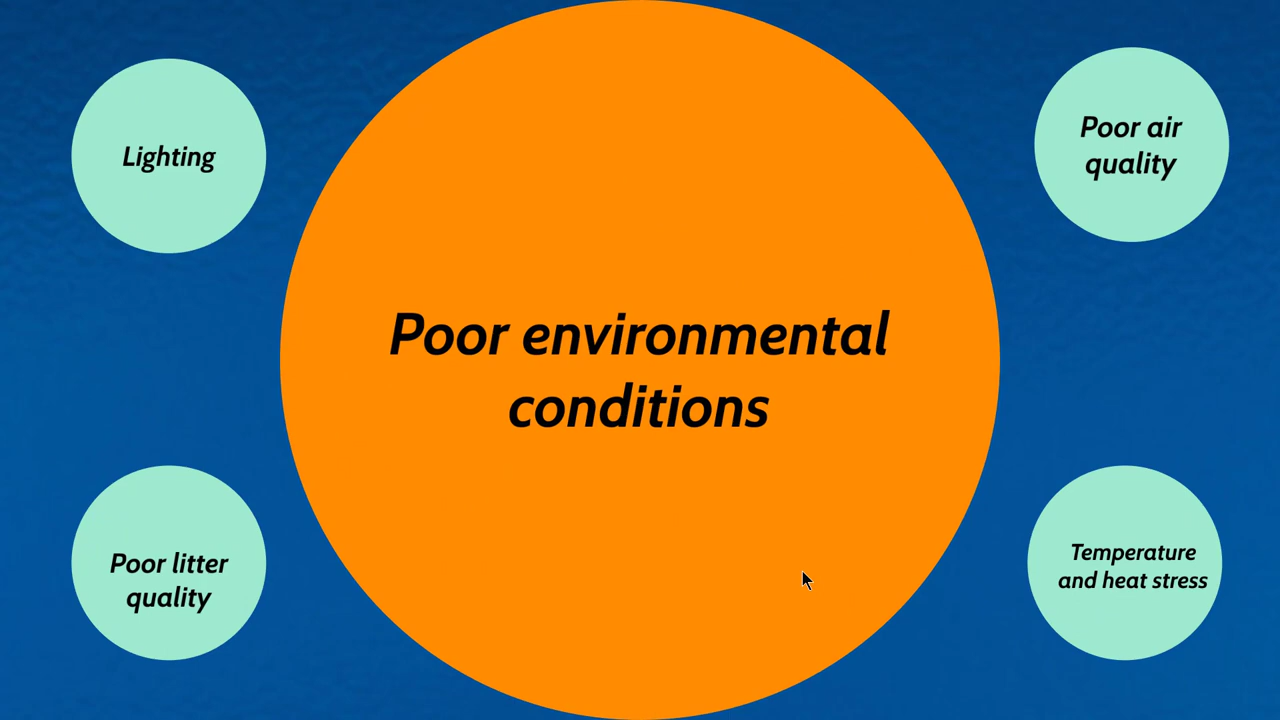 Lighting
Poor air
quality
Poor environmental
conditions
Poor litter
quality
Temperature
and heat stress